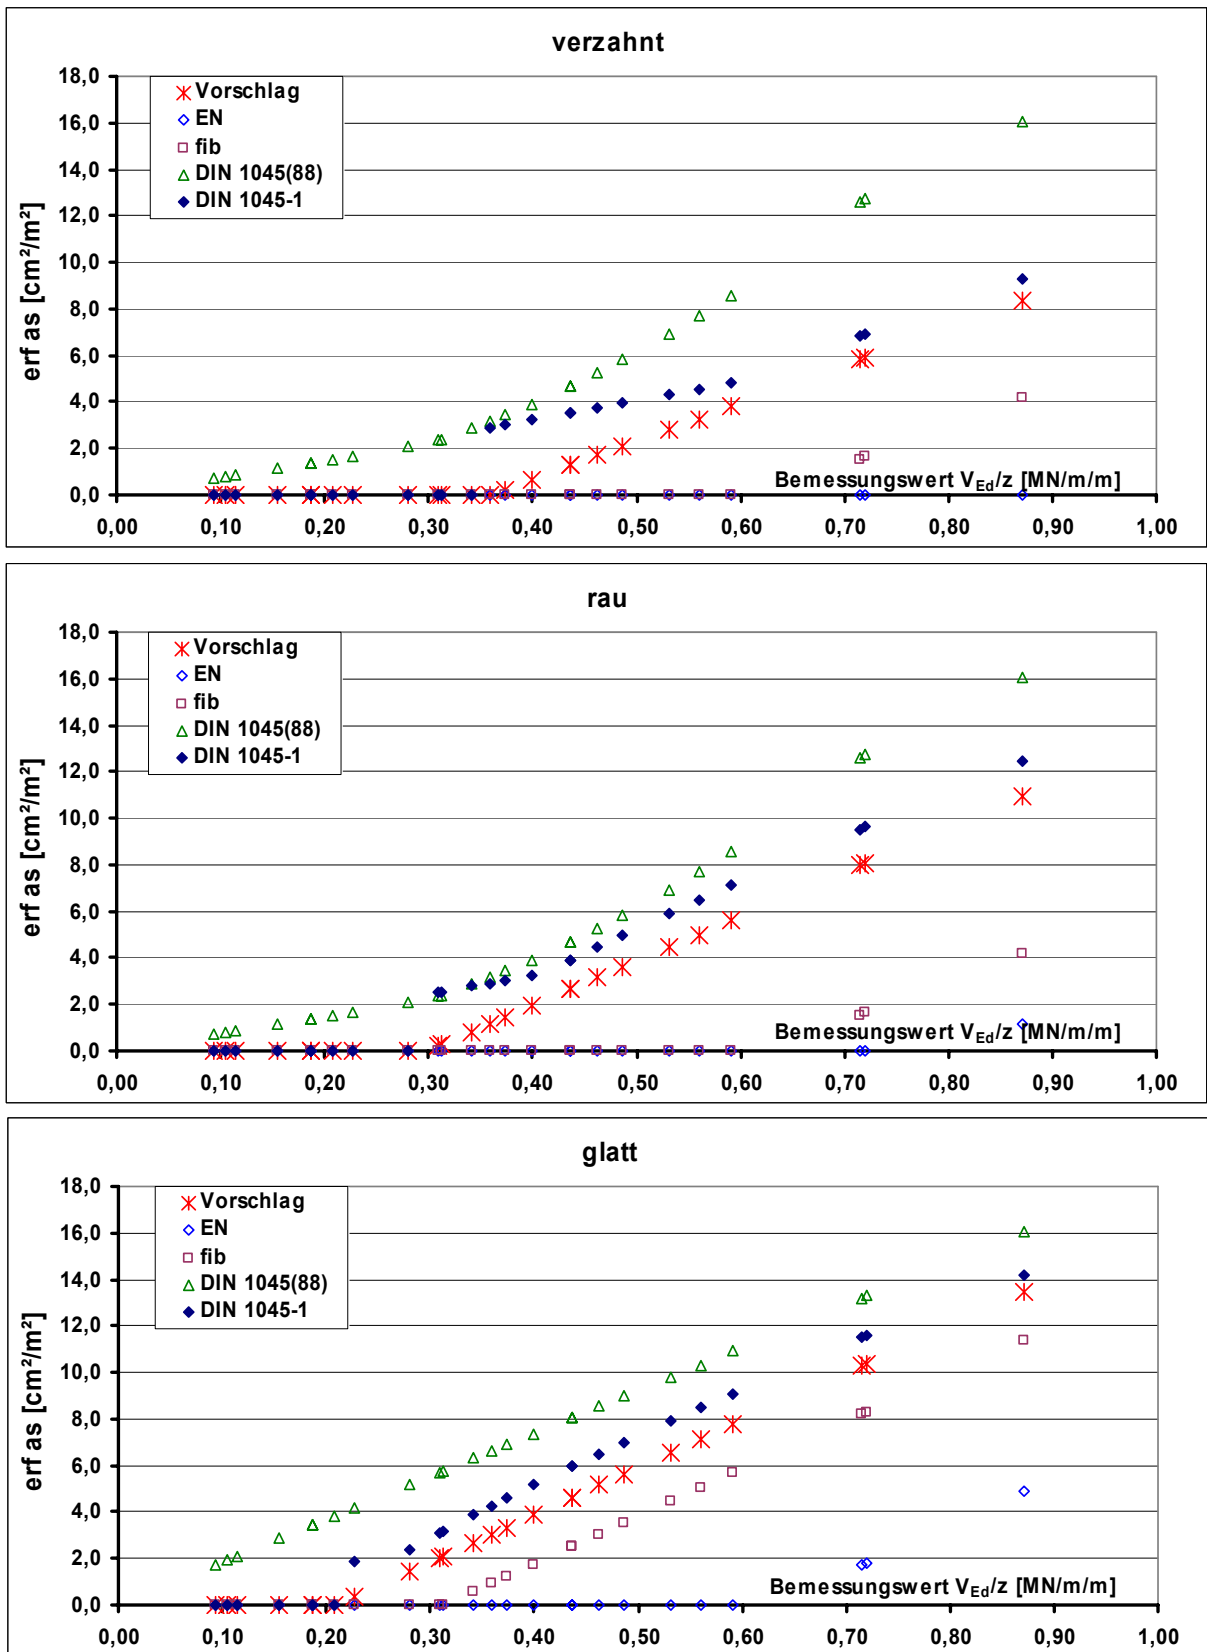 verzahnt
18,0
16,0
14,0
12,0
10,0
8,0
6,0
4,0
2,0
0,0
erf as [cm²/m²]
Vorschlag
EN
fib
DIN 1045(88)
DIN 1045-1
Bemessungswert V_Ed/z [MN/m/m]
0,00 0,10 0,20 0,30 0,40 0,50 0,60 0,70 0,80 0,90 1,00
rau
18,0
16,0
14,0
12,0
10,0
8,0
6,0
4,0
2,0
0,0
erf as [cm²/m²]
Vorschlag
EN
fib
DIN 1045(88)
DIN 1045-1
Bemessungswert V_Ed/z [MN/m/m]
0,00 0,10 0,20 0,30 0,40 0,50 0,60 0,70 0,80 0,90 1,00
glatt
18,0
16,0
14,0
12,0
10,0
8,0
6,0
4,0
2,0
0,0
erf as [cm²/m²]
Vorschlag
EN
fib
DIN 1045(88)
DIN 1045-1
Bemessungswert V_Ed/z [MN/m/m]
0,00 0,10 0,20 0,30 0,40 0,50 0,60 0,70 0,80 0,90 1,00